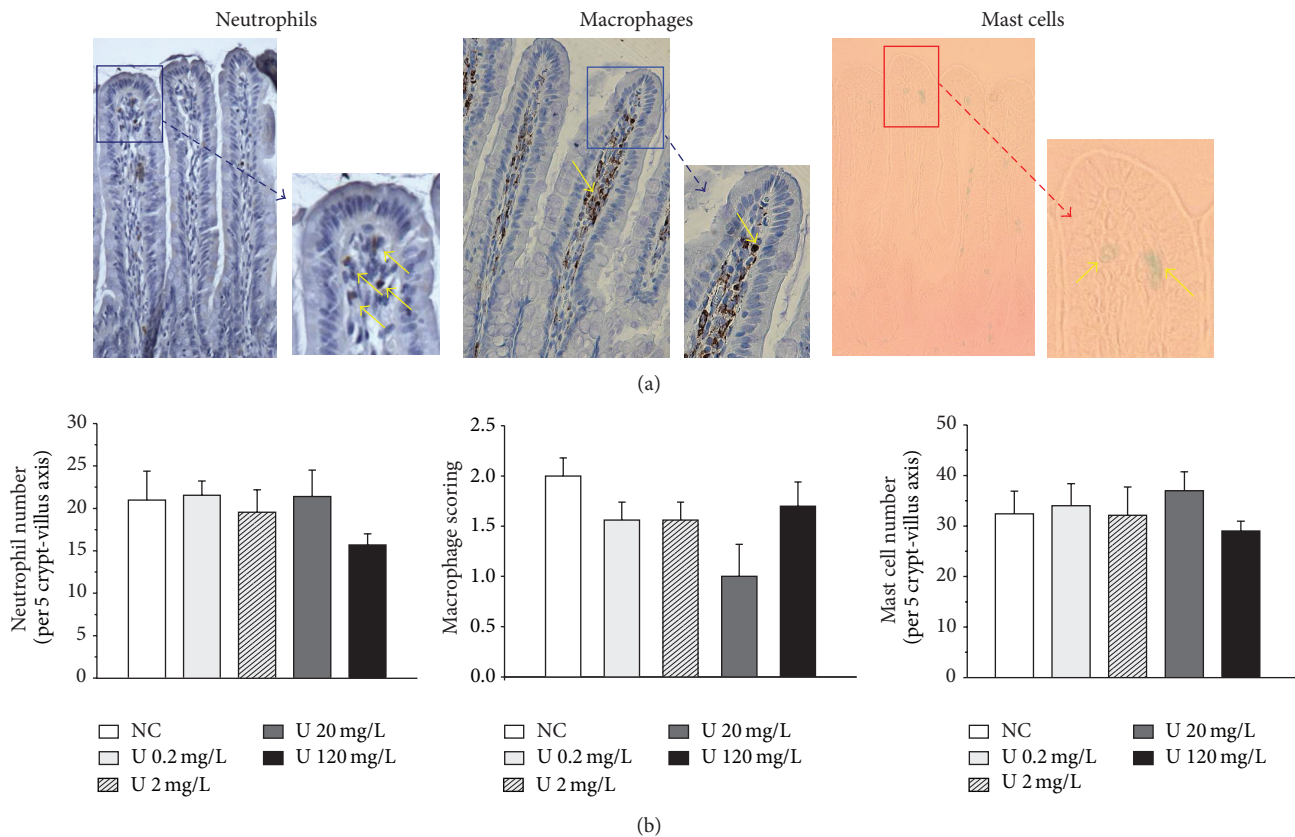 Neutrophils
Macrophages
Mast cells
(a)
30
25
20
15
10
5
0
Neutrophil number
(per 5 crypt-villus axis)
NC
U 0.2 mg/L
U 2 mg/L
U 20 mg/L
U 120 mg/L
2.5
2.0
1.5
1.0
0.5
0.0
Macrophage scoring
NC
U 0.2 mg/L
U 2 mg/L
U 20 mg/L
U 120 mg/L
50
40
30
20
10
0
Mast cell number
(per 5 crypt-villus axis)
NC
U 0.2 mg/L
U 2 mg/L
U 20 mg/L
U 120 mg/L
(b)